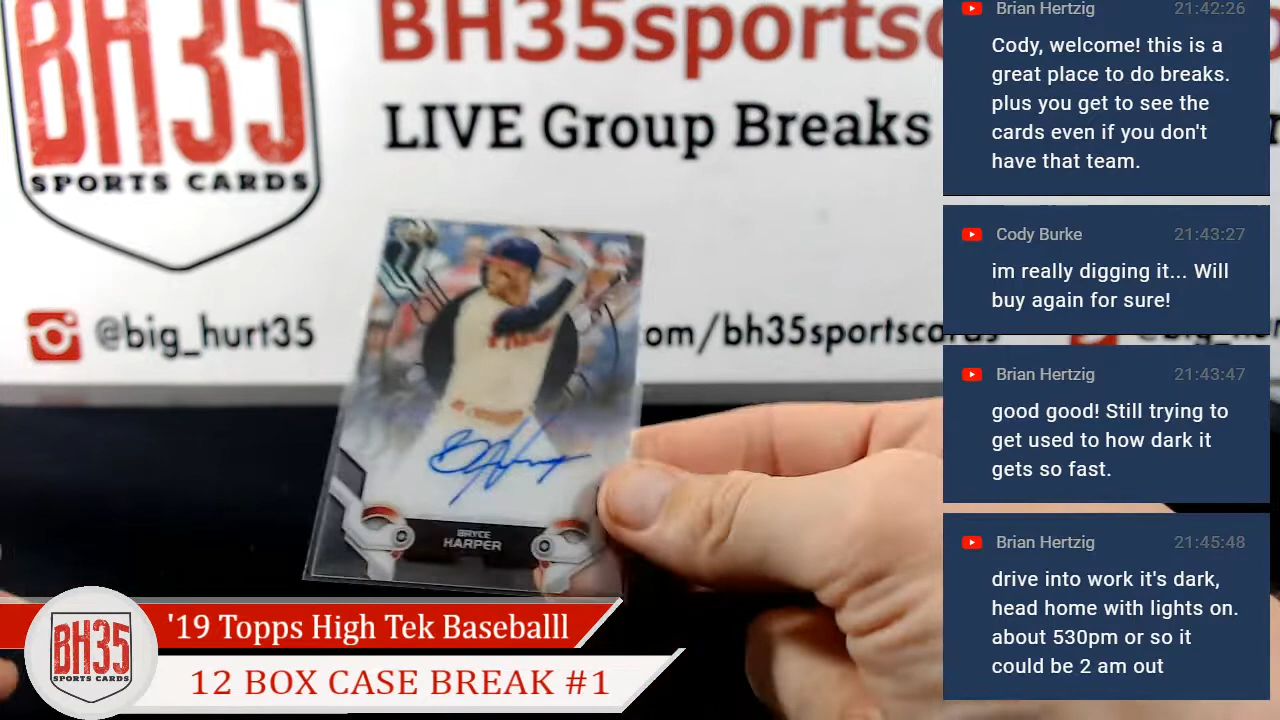 BH35
SPORTS CARDS
BH35sportsc
LIVE Group Breaks
@big_hurt35
om/bh35sportscards
BRYCE
HARPER
BH35
SPORTS CARDS
'19 Topps High Tek Baseballl
12 BOX CASE BREAK #1
Brian Hertzig 21:42:26
Cody, welcome! this is a
great place to do breaks.
plus you get to see the
cards even if you don't
have that team.
Cody Burke 21:43:27
im really digging it... Will
buy again for sure!
Brian Hertzig 21:43:47
good good! Still trying to
get used to how dark it
gets so fast.
Brian Hertzig 21:45:48
drive into work it's dark,
head home with lights on.
about 530pm or so it
could be 2 am out